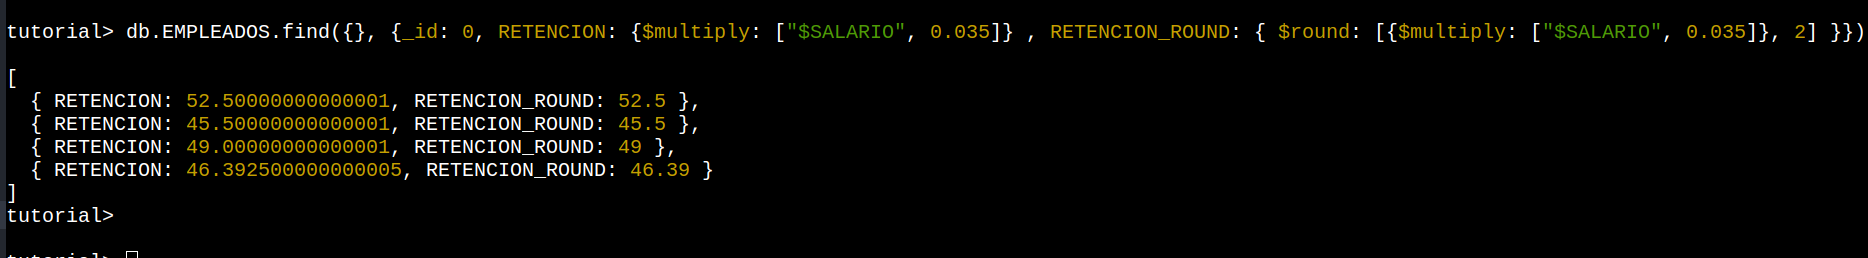 tutorial> db.EMPLEADOS.find({}, {_id: 0, RETENCION: {$multiply: ["$SALARIO", 0.035]} , RETENCION_ROUND: { $round: [{$multiply: ["$SALARIO", 0.035]}, 2] }})
[
  { RETENCION: 52.50000000000001, RETENCION_ROUND: 52.5 },
  { RETENCION: 45.50000000000001, RETENCION_ROUND: 45.5 },
  { RETENCION: 49.00000000000001, RETENCION_ROUND: 49 },
  { RETENCION: 46.392500000000005, RETENCION_ROUND: 46.39 }
]
tutorial>
tutorial>